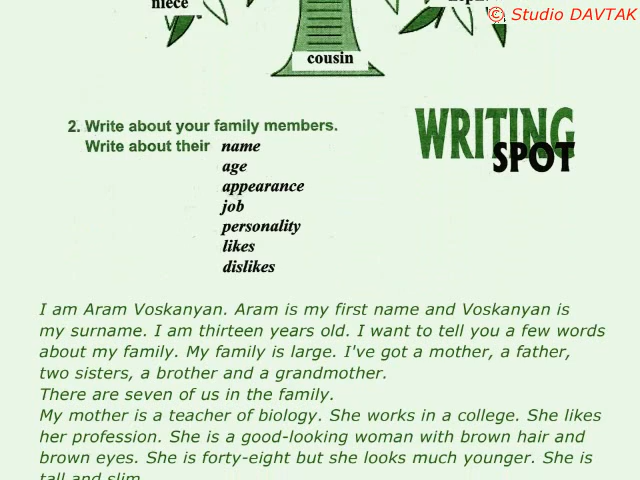 niece
© Studio DAVTAK
cousin
2. Write about your family members.
Write about their name
age
appearance
job
personality
likes
dislikes
WRITING
SPOT
I am Aram Voskanyan. Aram is my first name and Voskanyan is
my surname. I am thirteen years old. I want to tell you a few words
about my family. My family is large. I've got a mother, a father,
two sisters, a brother and a grandmother.
There are seven of us in the family.
My mother is a teacher of biology. She works in a college. She likes
her profession. She is a good-looking woman with brown hair and
brown eyes. She is forty-eight but she looks much younger. She is
tall and slim.